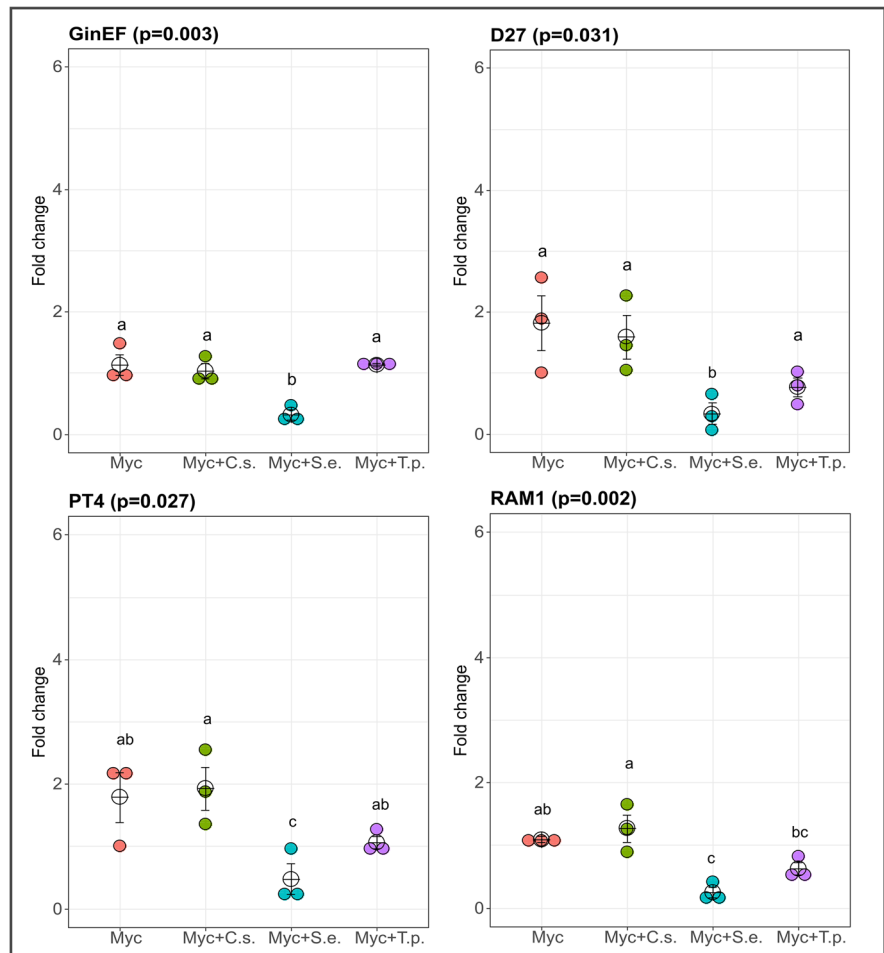 GinEF (p=0.003)
6
4
2
0
Fold change
a
a
b
a
Myc
Myc+C.s.
Myc+S.e.
Myc+T.p.
D27 (p=0.031)
6
4
2
0
Fold change
a
a
b
a
Myc
Myc+C.s.
Myc+S.e.
Myc+T.p.
PT4 (p=0.027)
6
4
2
0
Fold change
ab
a
c
ab
Myc
Myc+C.s.
Myc+S.e.
Myc+T.p.
RAM1 (p=0.002)
6
4
2
0
Fold change
ab
a
c
bc
Myc
Myc+C.s.
Myc+S.e.
Myc+T.p.